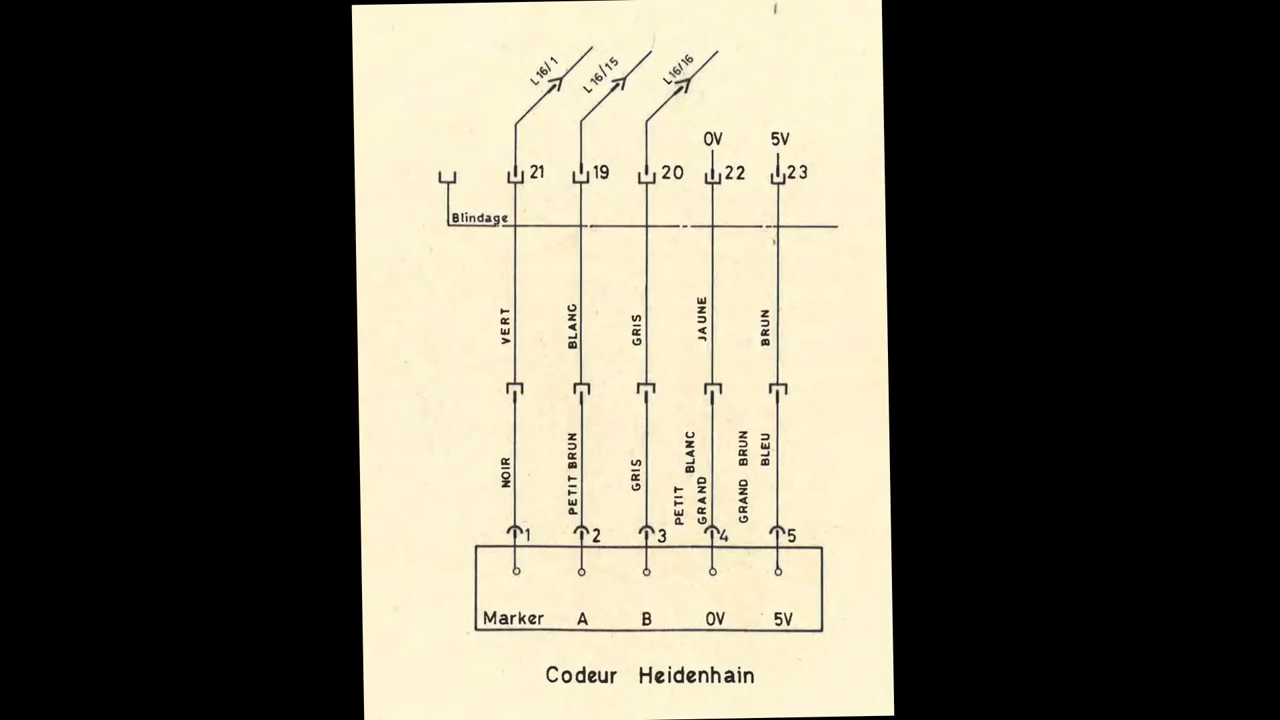 L16/1 L16/15 L16/16
0V 5V
21 19 20 22 23
Blindage
VERT BLANC GRIS JAUNE BRUN
NOIR PETIT BRUN GRIS PETIT GRAND BLANC GRAND BRUN BLEU
1 2 3 4 5
Marker A B 0V 5V
Codeur Heidenhain